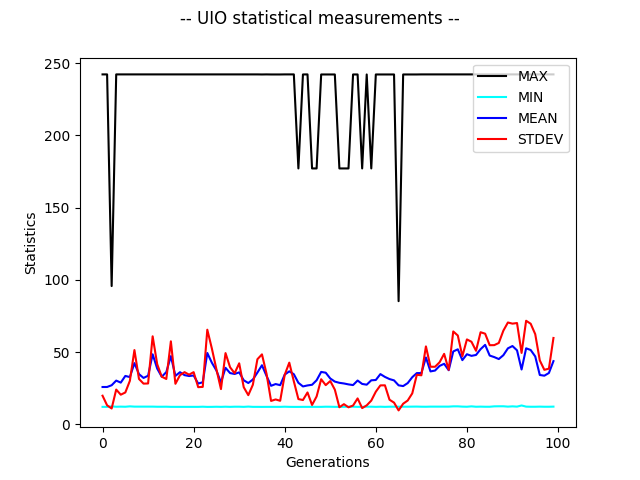 -- UIO statistical measurements --
250
200
150
100
50
0
Statistics
MAX
MIN
MEAN
STDEV
0 20 40 60 80 100
Generations